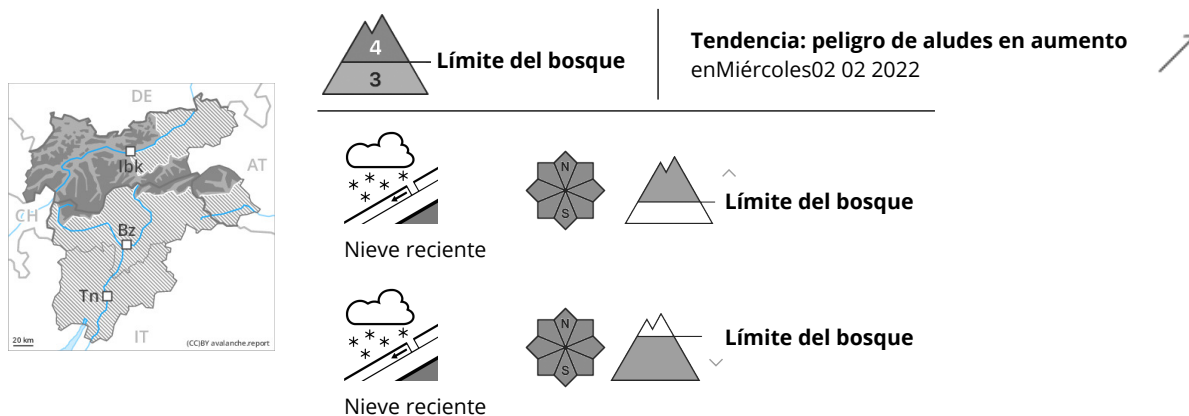 4
Límite del bosque
3
Tendencia: peligro de aludes en aumento
enMiércoles02 02 2022
DE
Ibk
AT
CH
Bz
Tn
IT
20 km
(CC)BY avalanche.report
N
S
Límite del bosque
Nieve reciente
N
S
Límite del bosque
Nieve reciente